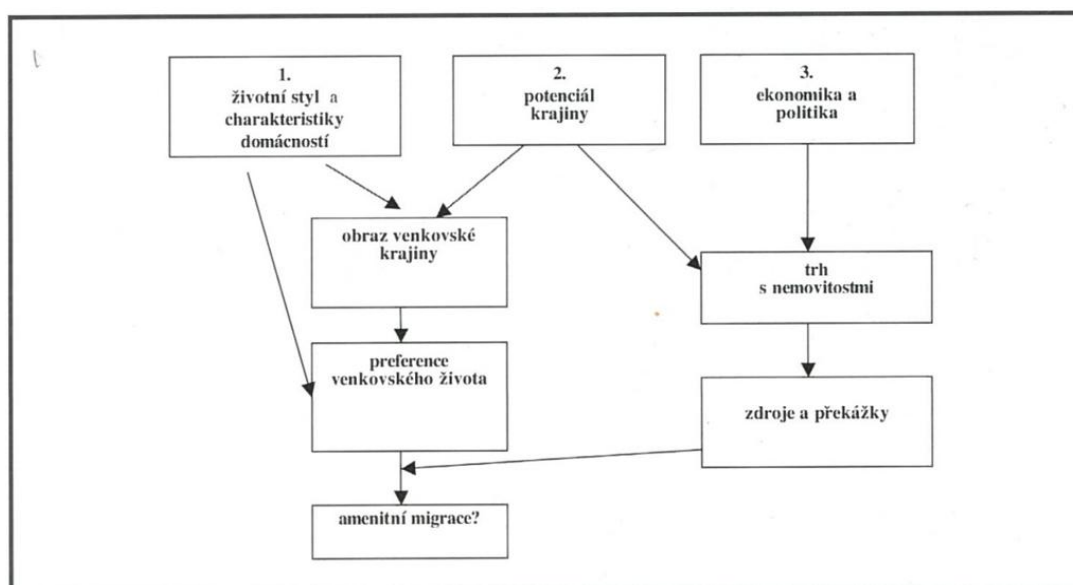 1.
životní styl a
charakteristiky
domácností
2.
potenciál
krajiny
3.
ekonomika a
politika
obraz venkovské
krajiny
trh
s nemovitostmi
preference
venkovského života
zdroje a překážky
amenitní migrace?